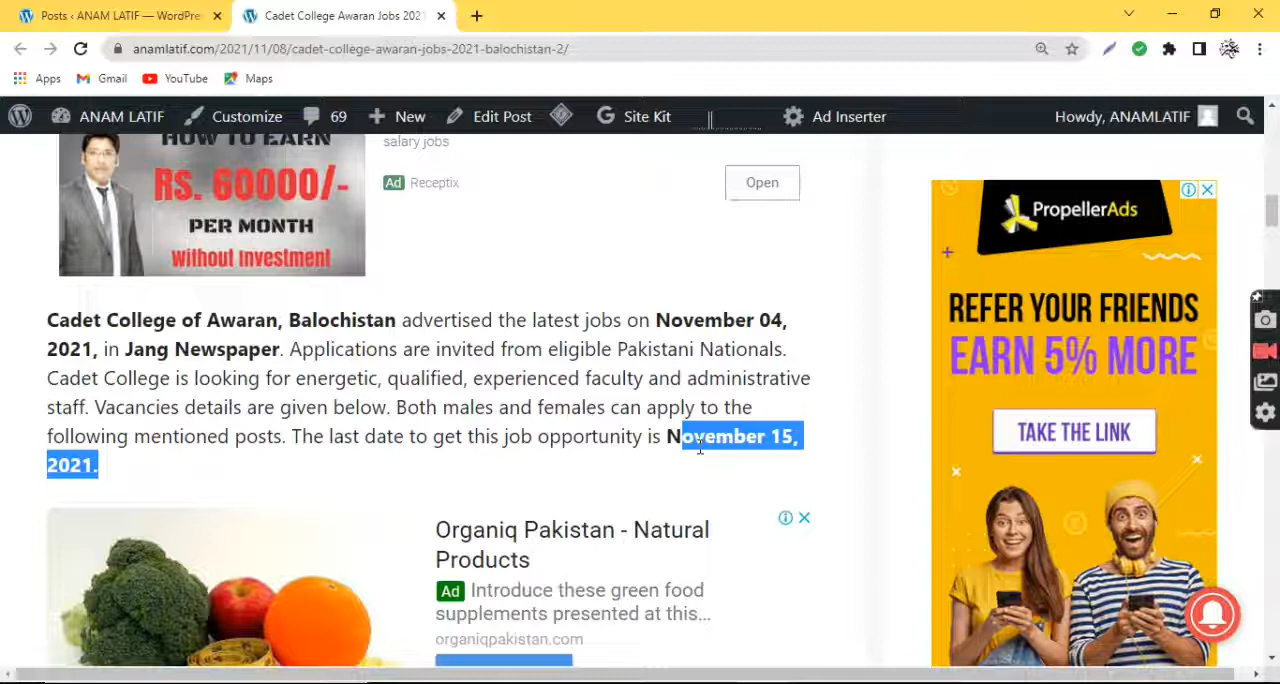 Posts ‹ ANAM LATIF — WordPre
Cadet College Awaran Jobs 2021
anamlatif.com/2021/11/08/cadet-college-awaran-jobs-2021-balochistan-2/
Apps Gmail YouTube Maps
ANAM LATIF Customize 69 New Edit Post Site Kit Ad Inserter Howdy, ANAMLATIF
HOW TO EARN
RS. 60000/-
PER MONTH
Without Investment
salary jobs
Ad Receptix
Open
Cadet College of Awaran, Balochistan advertised the latest jobs on November 04,
2021, in Jang Newspaper. Applications are invited from eligible Pakistani Nationals.
Cadet College is looking for energetic, qualified, experienced faculty and administrative
staff. Vacancies details are given below. Both males and females can apply to the
following mentioned posts. The last date to get this job opportunity is November 15,
2021.
Organiq Pakistan - Natural
Products
Ad Introduce these green food
supplements presented at this...
organiqpakistan.com
PropellerAds
REFER YOUR FRIENDS
EARN 5% MORE
TAKE THE LINK